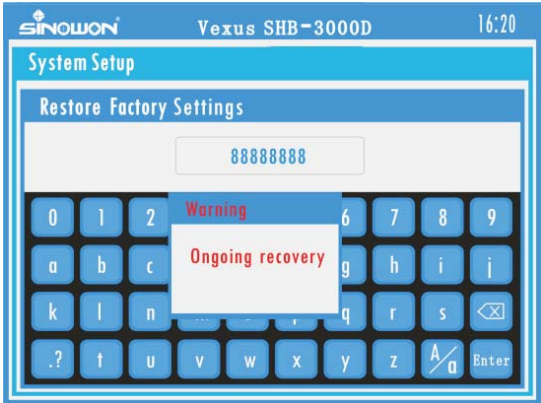 SINOWON Vexus SHB-3000D 16:20
System Setup
Restore Factory Settings
88888888
Warning
Ongoing recovery
0 1 2 6 7 8 9
a b c g h i j
k l n q r s
.? t u v w x y z A/a Enter